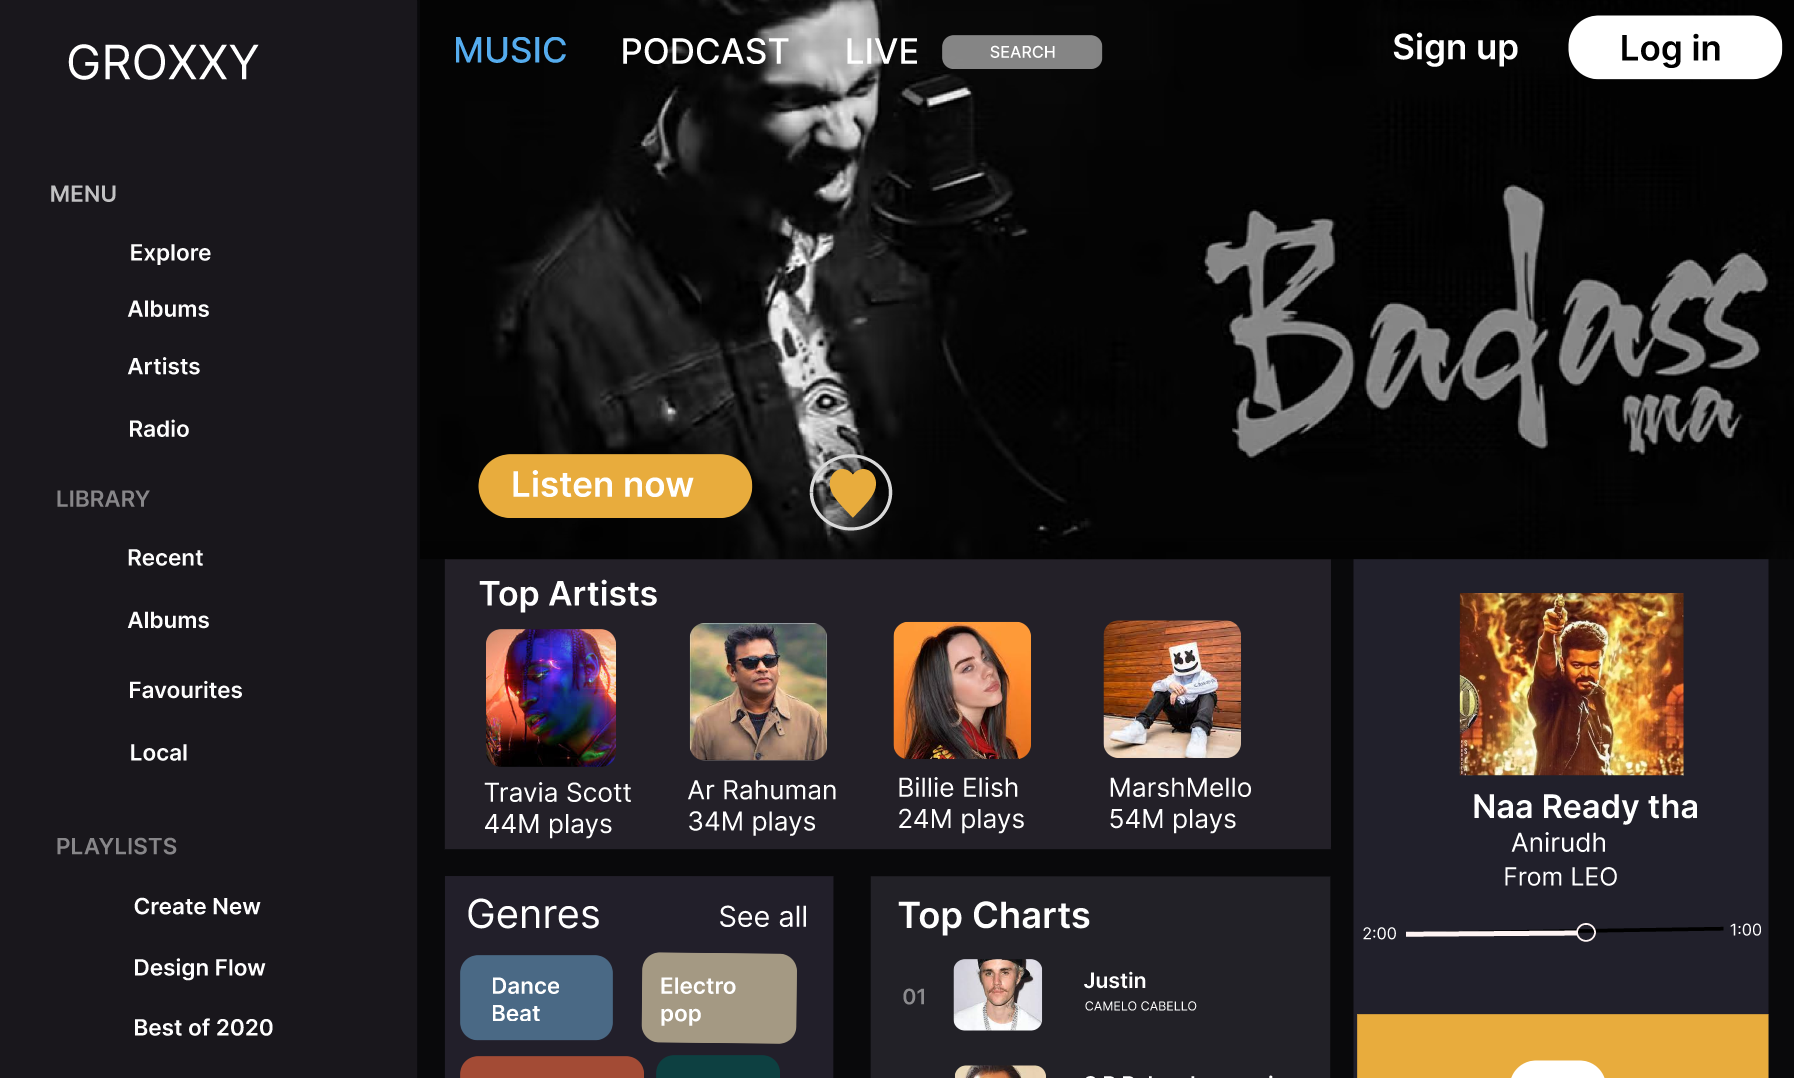 GROXXY
MUSIC
PODCAST
LIVE
SEARCH
Sign up
Log in
MENU
Explore
Albums
Artists
Radio
LIBRARY
Recent
Albums
Favourites
Local
PLAYLISTS
Create New
Design Flow
Best of 2020
Badass
ma
Listen now
Top Artists
Travia Scott
44M plays
Ar Rahuman
34M plays
Billie Elish
24M plays
MarshMello
54M plays
Naa Ready tha
Anirudh
From LEO
2:00
1:00
Genres
See all
Dance
Beat
Electro
pop
Top Charts
01
Justin
CAMELO CABELLO